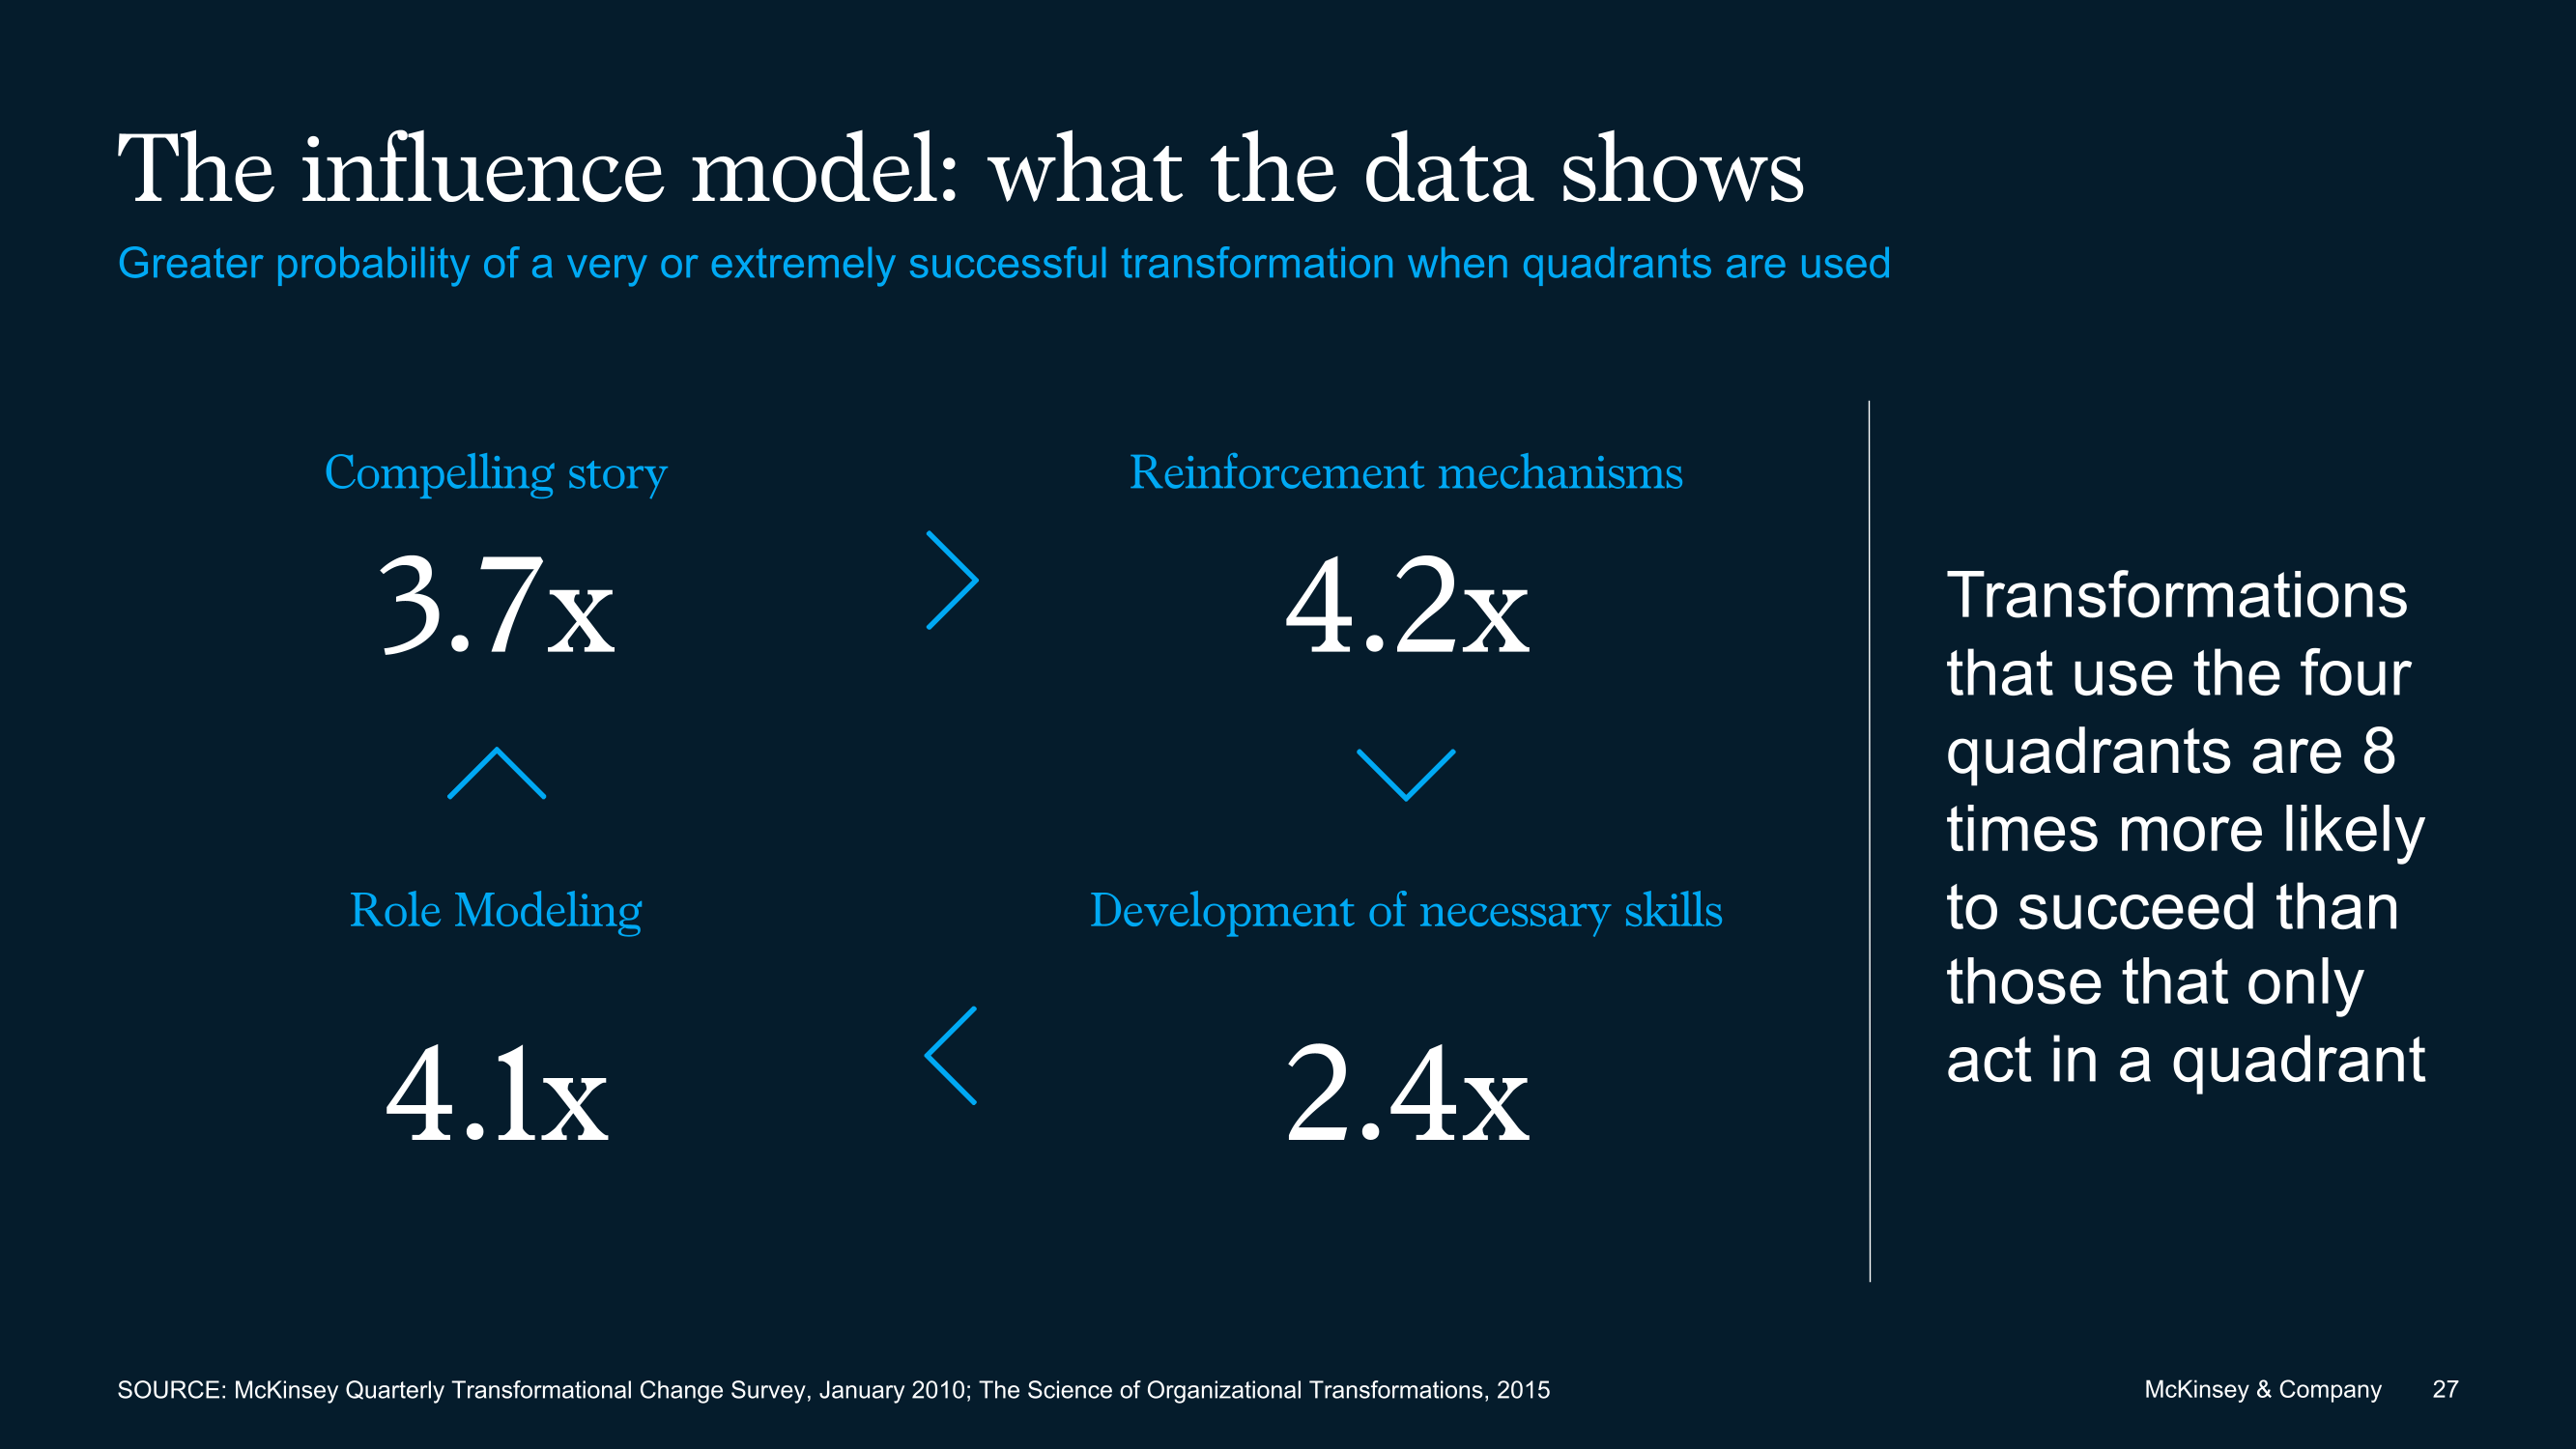 The influence model: what the data shows
Greater probability of a very or extremely successful transformation when quadrants are used
Compelling story
3.7x
Reinforcement mechanisms
4.2x
Role Modeling
4.1x
Development of necessary skills
2.4x
Transformations
that use the four
quadrants are 8
times more likely
to succeed than
those that only
act in a quadrant
SOURCE: McKinsey Quarterly Transformational Change Survey, January 2010; The Science of Organizational Transformations, 2015
McKinsey & Company 27